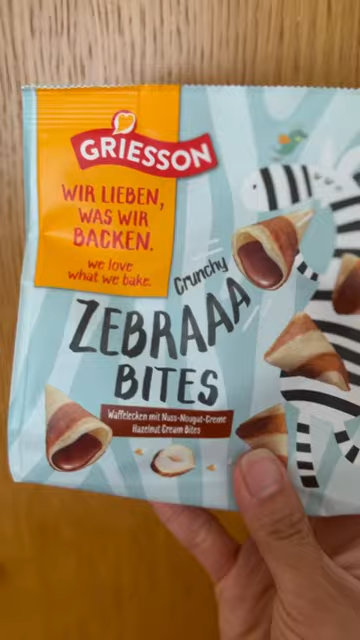 GRIESSON
WIR LIEBEN,
WAS WIR
BACKEN.
we love
what we bake.
Crunchy
ZEBRAAA
BITES
Waffelecken mit Nuss-Nougat-Creme
Hazelnut Cream Bites